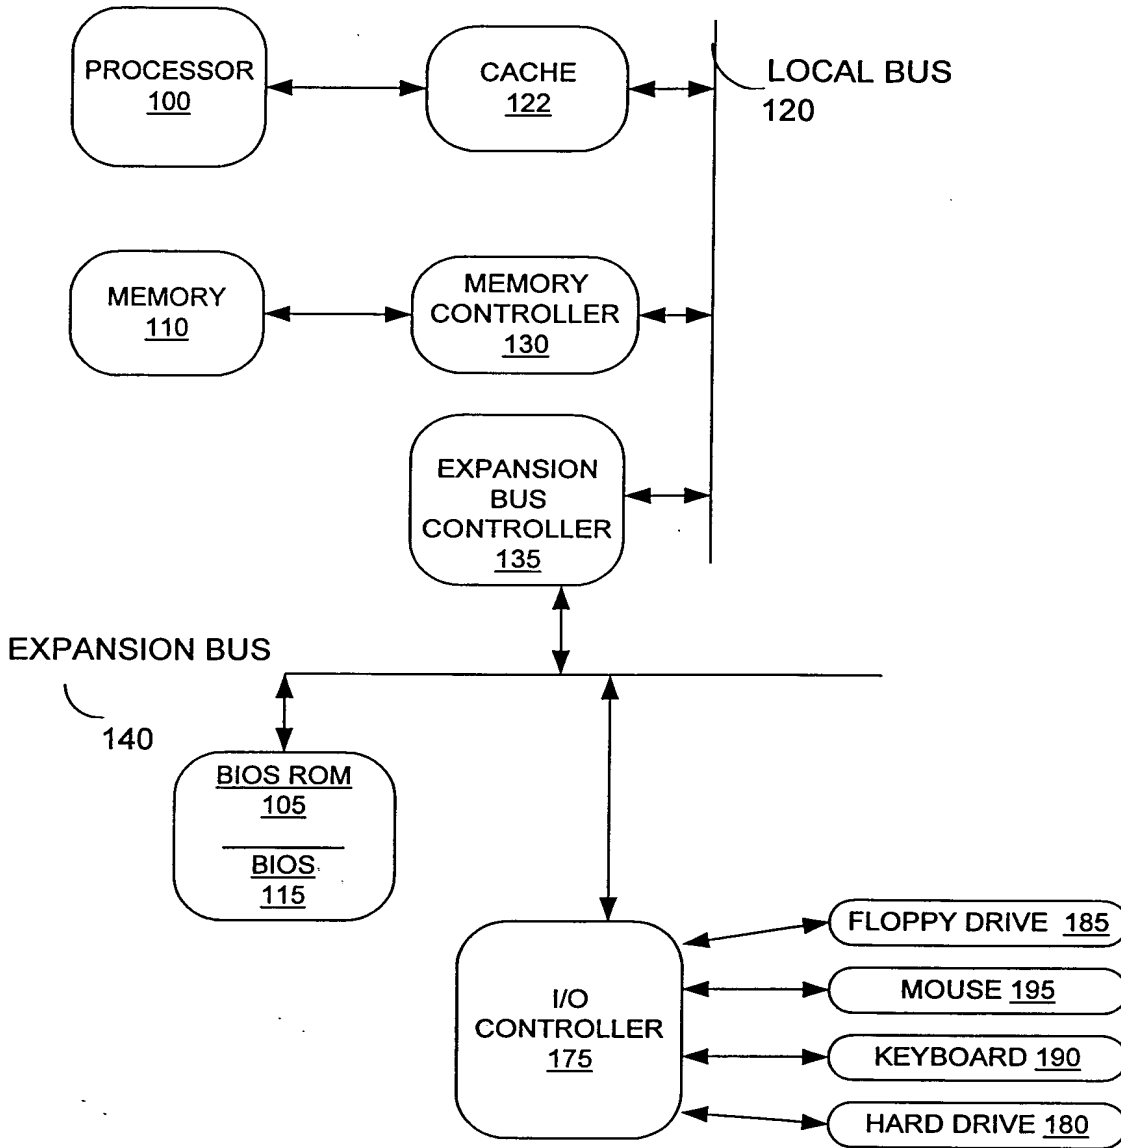 PROCESSOR
100
CACHE
122
LOCAL BUS
120
MEMORY
110
MEMORY
CONTROLLER
130
EXPANSION
BUS
CONTROLLER
135
EXPANSION BUS
140
BIOS ROM
105
BIOS
115
I/O
CONTROLLER
175
FLOPPY DRIVE 185
MOUSE 195
KEYBOARD 190
HARD DRIVE 180